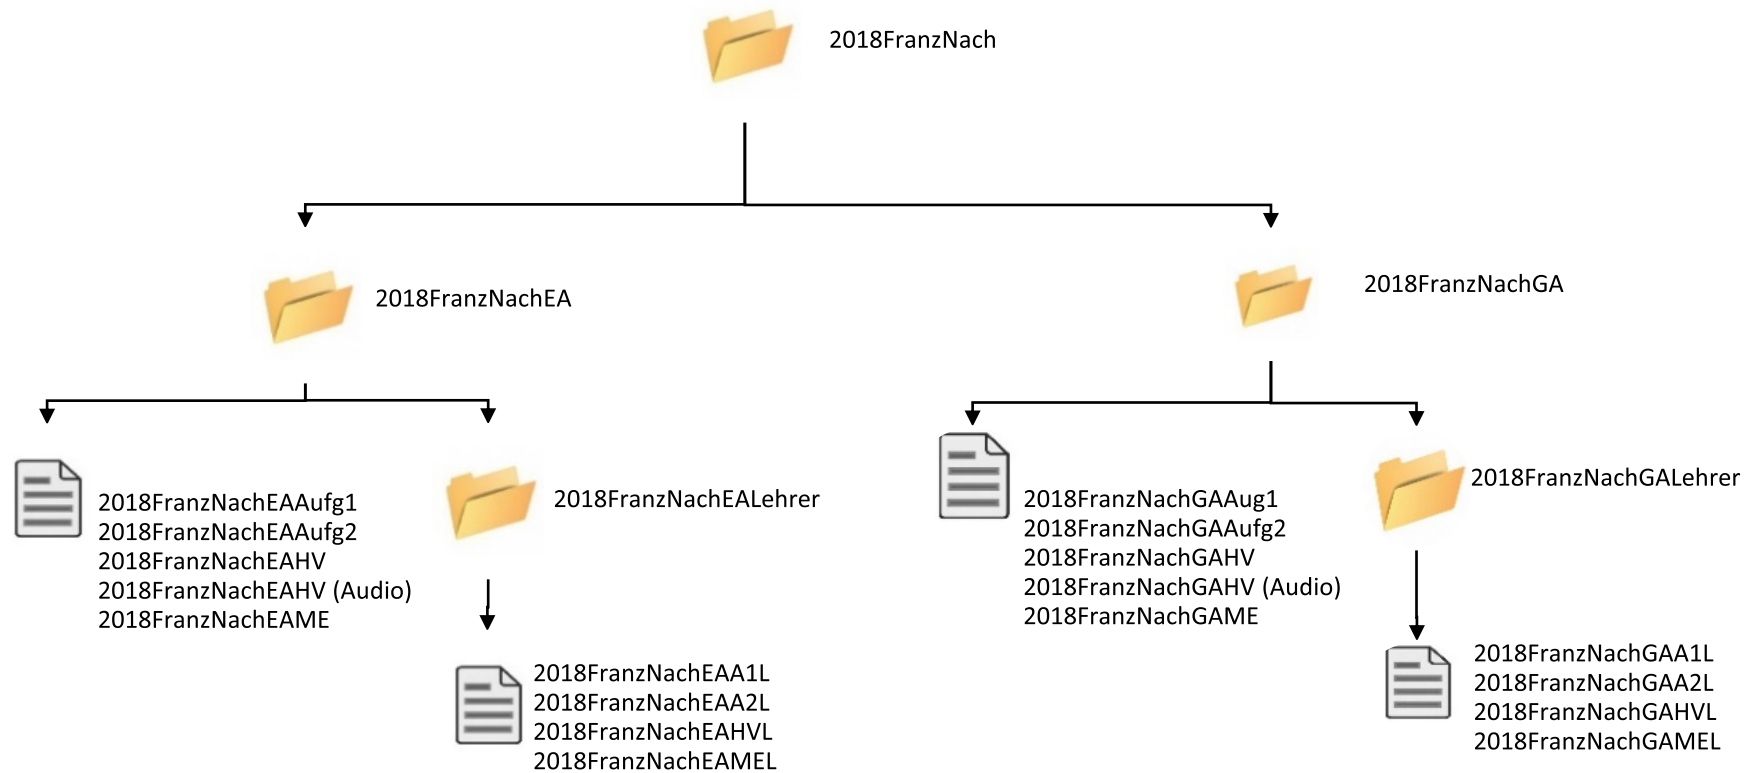 2018FranzNach
2018FranzNachEA
2018FranzNachGA
2018FranzNachEAAufg1
2018FranzNachEAAufg2
2018FranzNachEAHV
2018FranzNachEAHV (Audio)
2018FranzNachEAME
2018FranzNachEALehrer
2018FranzNachEAA1L
2018FranzNachEAA2L
2018FranzNachEAHVL
2018FranzNachEAMEL
2018FranzNachGAAug1
2018FranzNachGAAufg2
2018FranzNachGAHV
2018FranzNachGAHV (Audio)
2018FranzNachGAME
2018FranzNachGALehrer
2018FranzNachGAA1L
2018FranzNachGAA2L
2018FranzNachGAHVL
2018FranzNachGAMEL